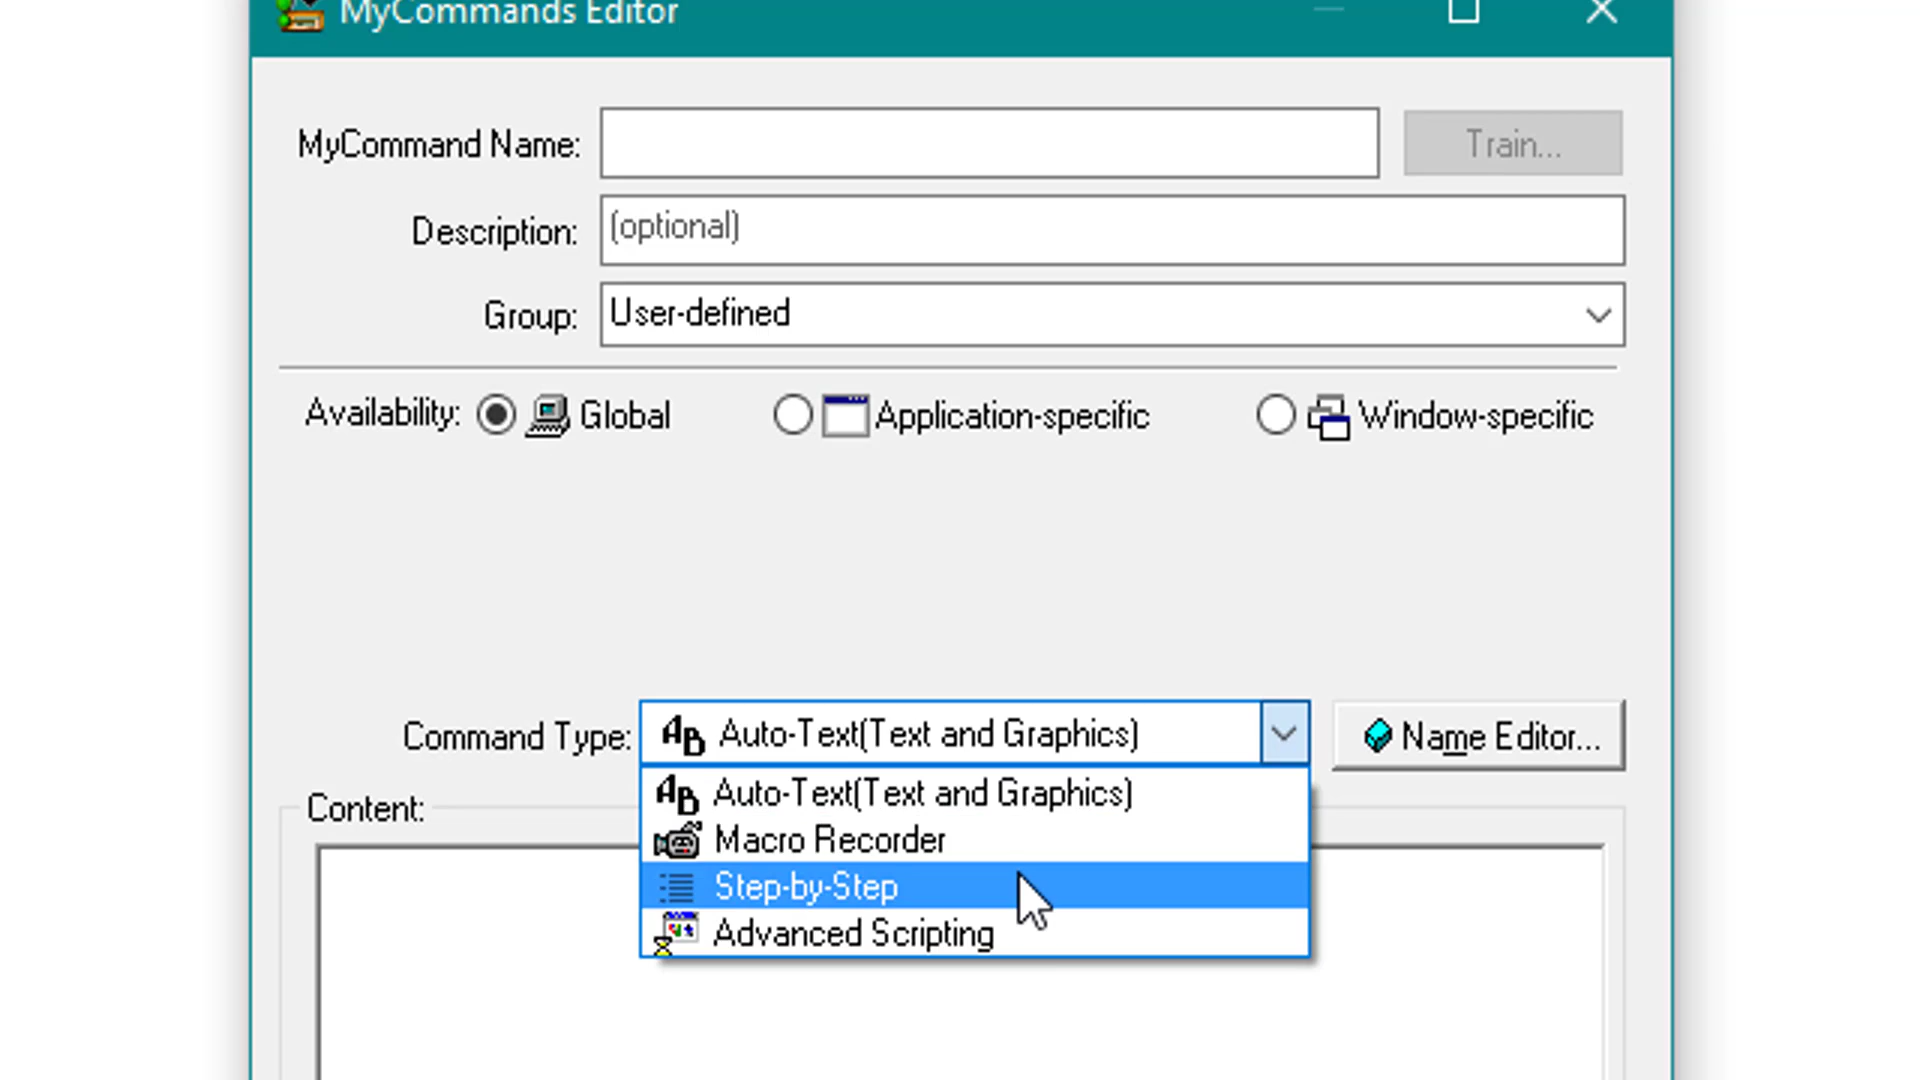 MyCommands Editor
MyCommand Name:
Train...
Description: (optional)
Group: User-defined
Availability: Global Application-specific Window-specific
Command Type: Auto-Text(Text and Graphics) Name Editor...
Auto-Text(Text and Graphics)
Content:
Macro Recorder
Step-by-Step
Advanced Scripting